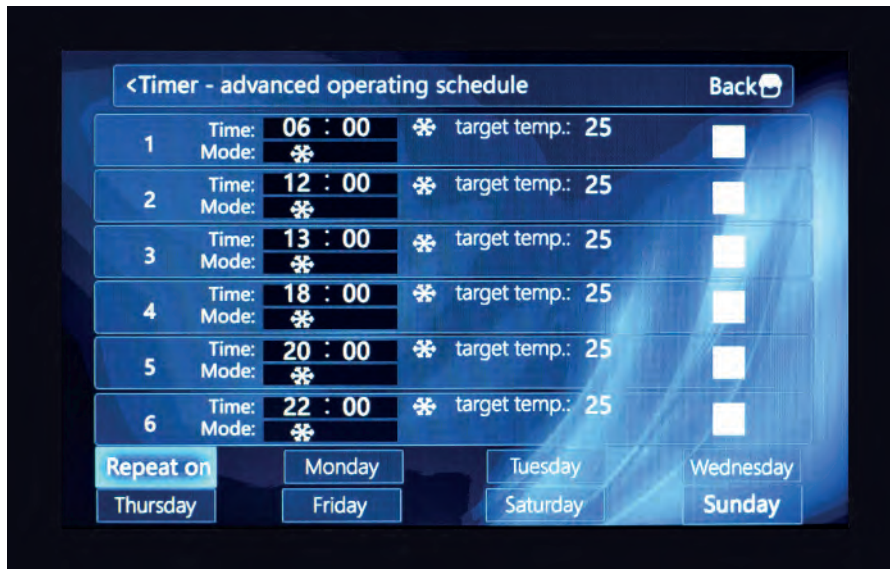 <Timer - advanced operating schedule Back
1 Time: 06 : 00 target temp.: 25
Mode:
2 Time: 12 : 00 target temp.: 25
Mode:
3 Time: 13 : 00 target temp.: 25
Mode:
4 Time: 18 : 00 target temp.: 25
Mode:
5 Time: 20 : 00 target temp.: 25
Mode:
6 Time: 22 : 00 target temp.: 25
Mode:
Repeat on Monday Tuesday Wednesday
Thursday Friday Saturday Sunday